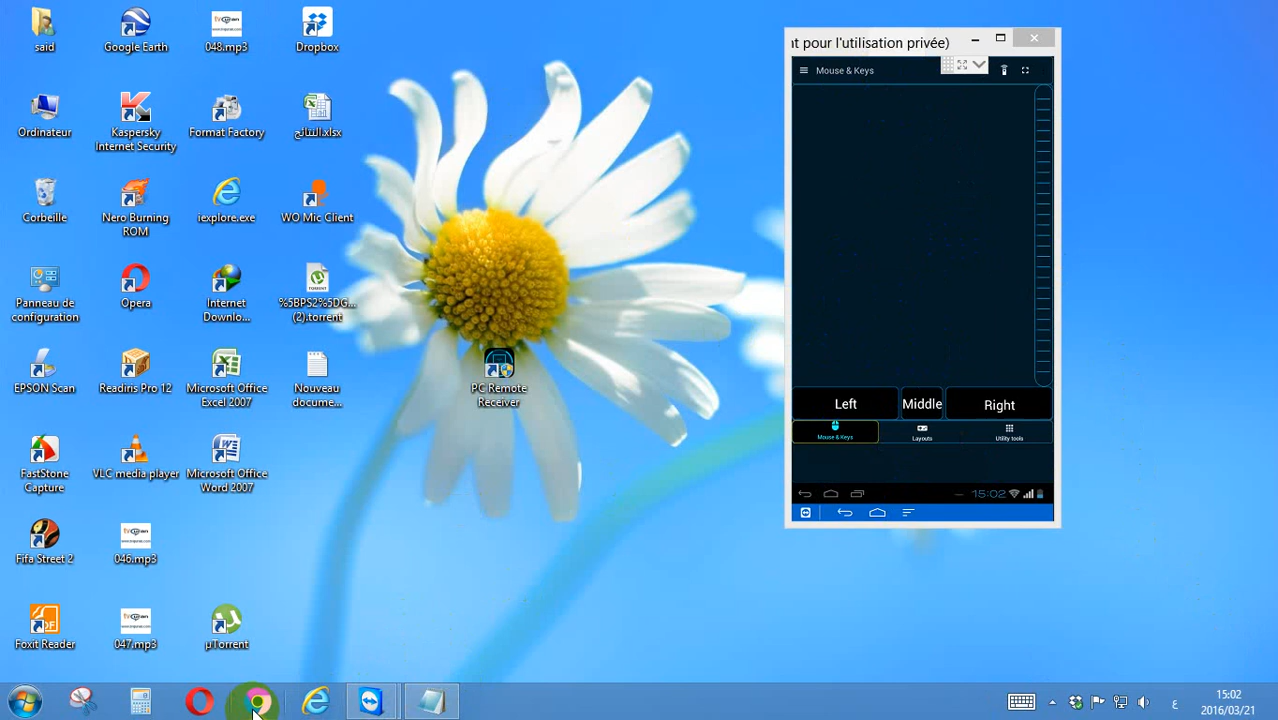 said
Google Earth
048.mp3
Dropbox
Ordinateur
Kaspersky
Internet Security
Format Factory
النتائج.xlsx
Corbeille
Nero Burning
ROM
iexplore.exe
WO Mic Client
Panneau de
configuration
Opera
Internet
Downlo...
%5BPS2%5DG...
(2).torrent
EPSON Scan
Readiris Pro 12
Microsoft Office
Excel 2007
Nouveau
docume...
PC Remote
Receiver
FastStone
Capture
VLC media player
Microsoft Office
Word 2007
Fifa Street 2
046.mp3
Foxit Reader
047.mp3
µTorrent
nt pour l'utilisation privée)
Mouse & Keys
Left
Middle
Right
Mouse & Keys
Layouts
Utility tools
15:02
ع
15:02
2016/03/21